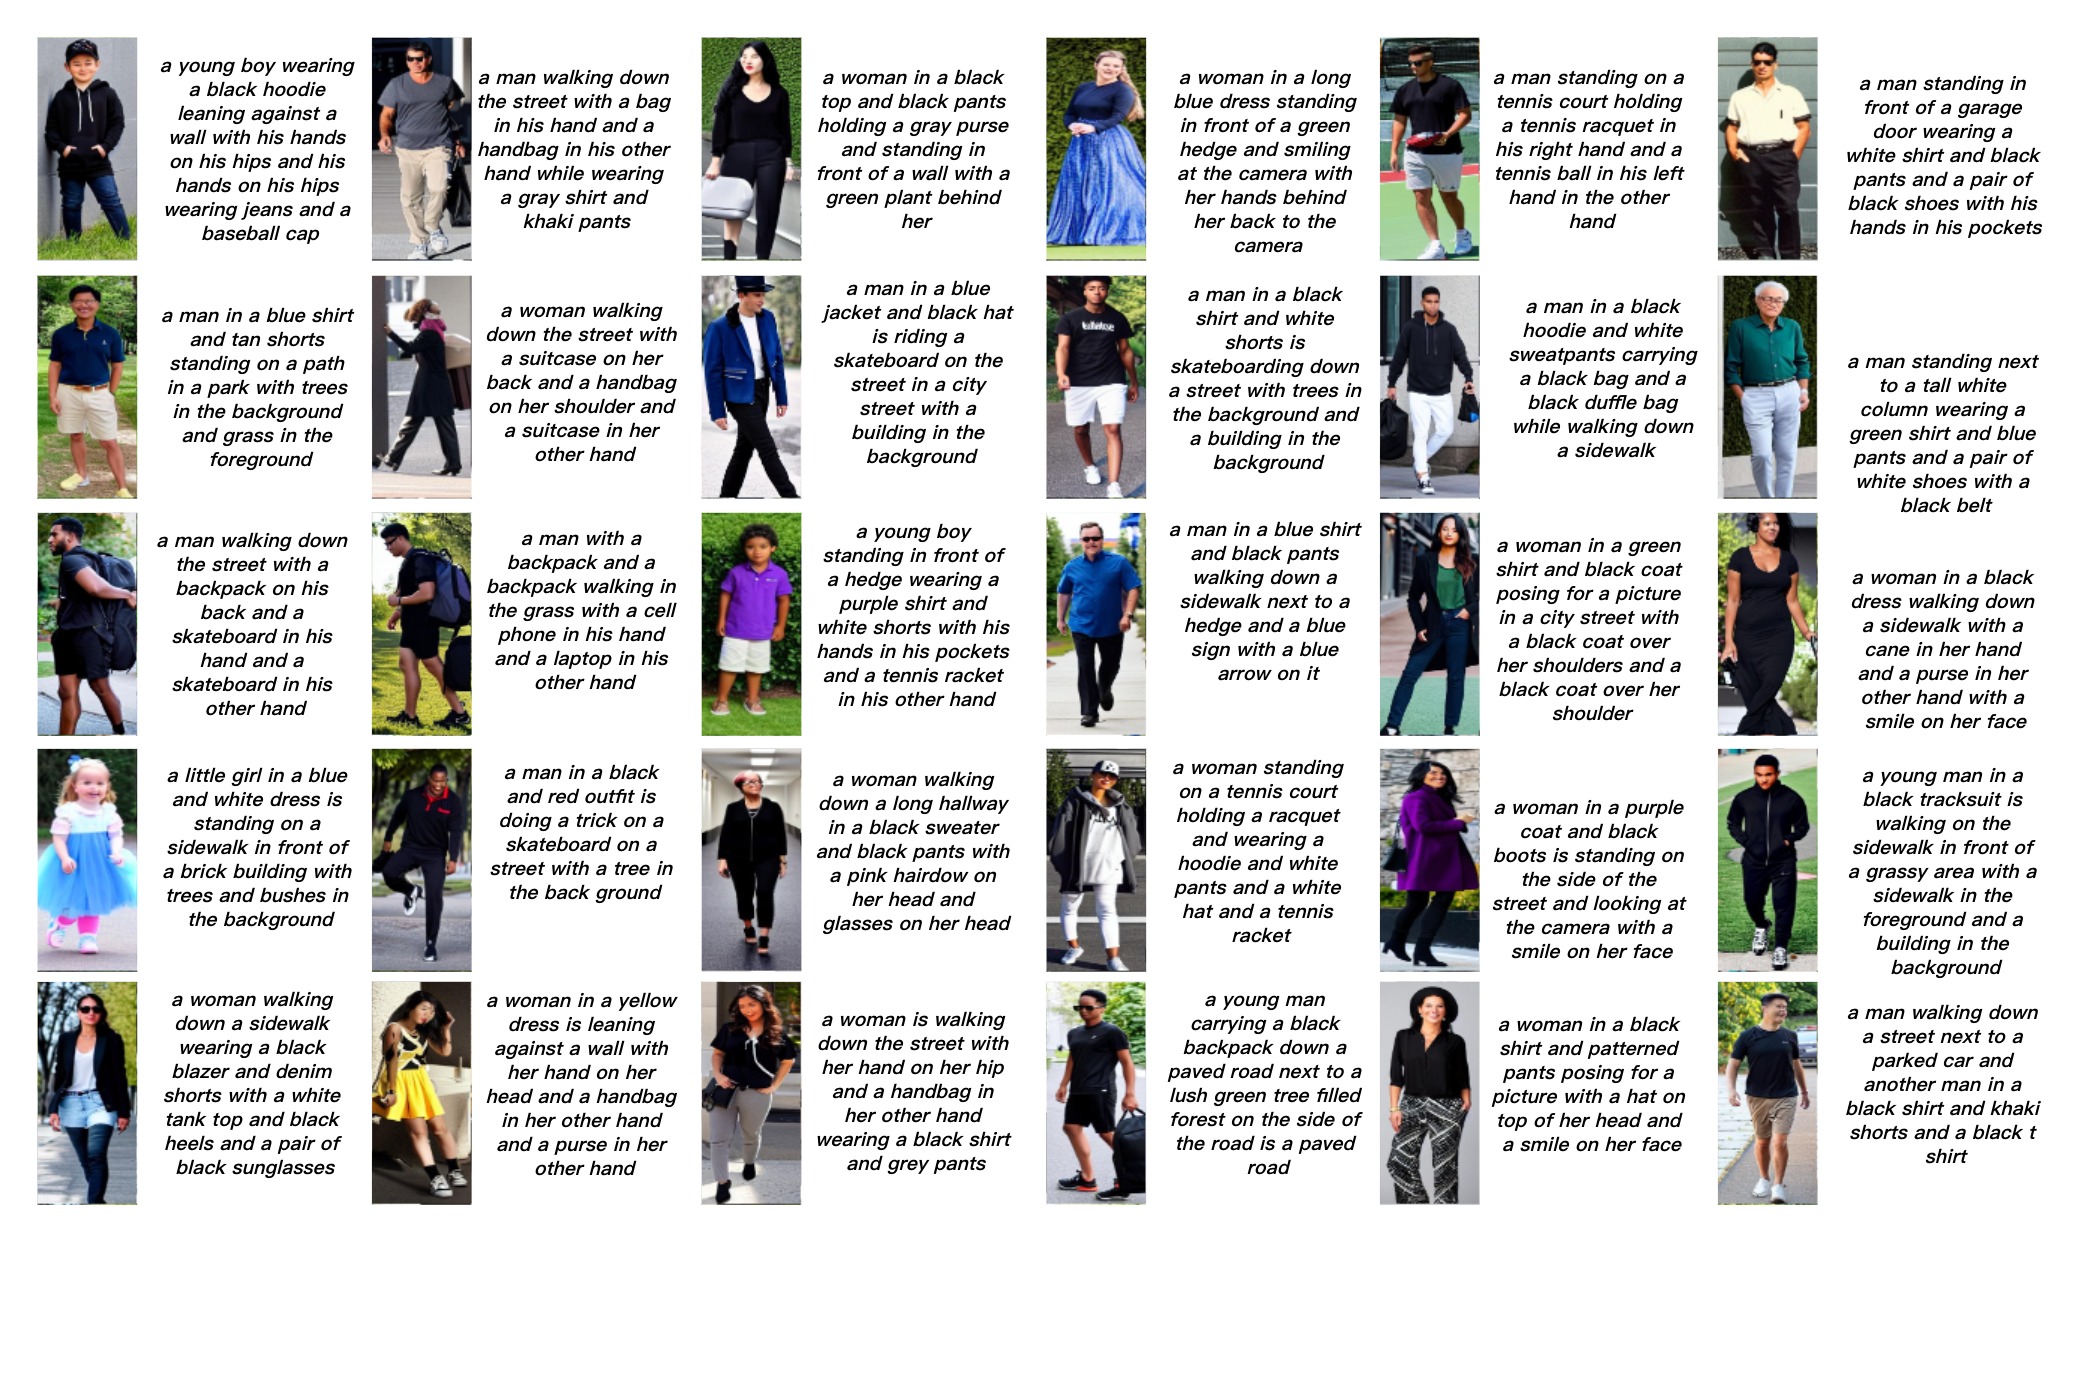 a young boy wearing
a black hoodie
leaning against a
wall with his hands
on his hips and his
hands on his hips
wearing jeans and a
baseball cap
a man walking down
the street with a bag
in his hand and a
handbag in his other
hand while wearing
a gray shirt and
khaki pants
a woman in a black
top and black pants
holding a gray purse
and standing in
front of a wall with a
green plant behind
her
a woman in a long
blue dress standing
in front of a green
hedge and smiling
at the camera with
her hands behind
her back to the
camera
a man standing on a
tennis court holding
a tennis racquet in
his right hand and a
tennis ball in his left
hand in the other
hand
a man standing in
front of a garage
door wearing a
white shirt and black
pants and a pair of
black shoes with his
hands in his pockets
a man in a blue shirt
and tan shorts
standing on a path
in a park with trees
in the background
and grass in the
foreground
a woman walking
down the street with
a suitcase on her
back and a handbag
on her shoulder and
a suitcase in her
other hand
a man in a blue
jacket and black hat
is riding a
skateboard on the
street in a city
street with a
building in the
background
a man in a black
shirt and white
shorts is
skateboarding down
a street with trees in
the background and
a building in the
background
a man in a black
hoodie and white
sweatpants carrying
a black bag and a
black duffle bag
while walking down
a sidewalk
a man standing next
to a tall white
column wearing a
green shirt and blue
pants and a pair of
white shoes with a
black belt
a man walking down
the street with a
backpack on his
back and a
skateboard in his
hand and a
skateboard in his
other hand
a man with a
backpack and a
backpack walking in
the grass with a cell
phone in his hand
and a laptop in his
other hand
a young boy
standing in front of
a hedge wearing a
purple shirt and
white shorts with his
hands in his pockets
and a tennis racket
in his other hand
a man in a blue shirt
and black pants
walking down a
sidewalk next to a
hedge and a blue
sign with a blue
arrow on it
a woman in a green
shirt and black coat
posing for a picture
in a city street with
a black coat over
her shoulders and a
black coat over her
shoulder
a woman in a black
dress walking down
a sidewalk with a
cane in her hand
and a purse in her
other hand with a
smile on her face
a little girl in a blue
and white dress is
standing on a
sidewalk in front of
a brick building with
trees and bushes in
the background
a man in a black
and red outfit is
doing a trick on a
skateboard on a
street with a tree in
the back ground
a woman walking
down a long hallway
in a black sweater
and black pants with
a pink hairdow on
her head and
glasses on her head
a woman standing
on a tennis court
holding a racquet
and wearing a
hoodie and white
pants and a white
hat and a tennis
racket
a woman in a purple
coat and black
boots is standing on
the side of the
street and looking at
the camera with a
smile on her face
a young man in a
black tracksuit is
walking on the
sidewalk in front of
a grassy area with a
sidewalk in the
foreground and a
building in the
background
a woman walking
down a sidewalk
wearing a black
blazer and denim
shorts with a white
tank top and black
heels and a pair of
black sunglasses
a woman in a yellow
dress is leaning
against a wall with
her hand on her
head and a handbag
in her other hand
and a purse in her
other hand
a woman is walking
down the street with
her hand on her hip
and a handbag in
her other hand
wearing a black shirt
and grey pants
a young man
carrying a black
backpack down a
paved road next to a
lush green tree filled
forest on the side of
the road is a paved
road
a woman in a black
shirt and patterned
pants posing for a
picture with a hat on
top of her head and
a smile on her face
a man walking down
a street next to a
parked car and
another man in a
black shirt and khaki
shorts and a black t
shirt